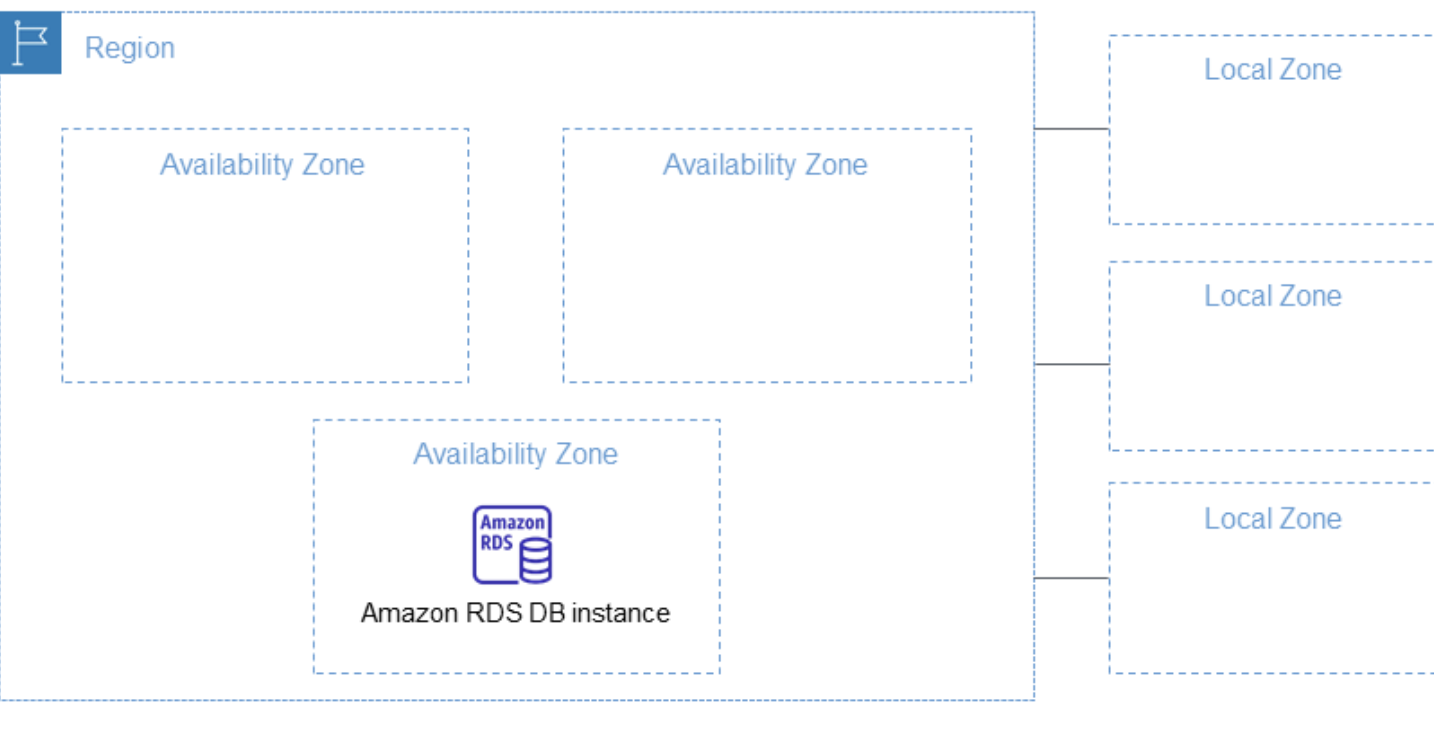 Region
Local Zone
Availability Zone
Availability Zone
Local Zone
Availability Zone
Local Zone
Amazon
RDS
Amazon RDS DB instance